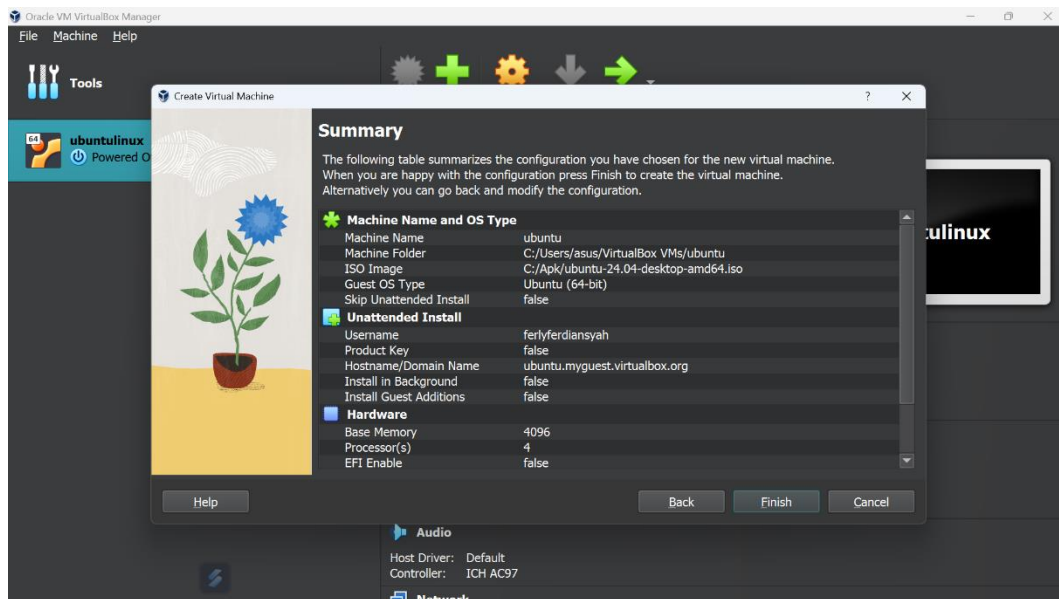 Oracle VM VirtualBox Manager
File Machine Help
Tools
64
ubuntulinux
Powered O
Create Virtual Machine
?
Summary
The following table summarizes the configuration you have chosen for the new virtual machine.
When you are happy with the configuration press Finish to create the virtual machine.
Alternatively you can go back and modify the configuration.
Machine Name and OS Type
Machine Name ubuntu
Machine Folder C:/Users/asus/VirtualBox VMs/ubuntu
ISO Image C:/Apk/ubuntu-24.04-desktop-amd64.iso
Guest OS Type Ubuntu (64-bit)
Skip Unattended Install false
Unattended Install
Username ferlyferdiansyah
Product Key false
Hostname/Domain Name ubuntu.myguest.virtualbox.org
Install in Background false
Install Guest Additions false
Hardware
Base Memory 4096
Processor(s) 4
EFI Enable false
Help Back Finish Cancel
tulinux
Audio
Host Driver: Default
Controller: ICH AC97
Network